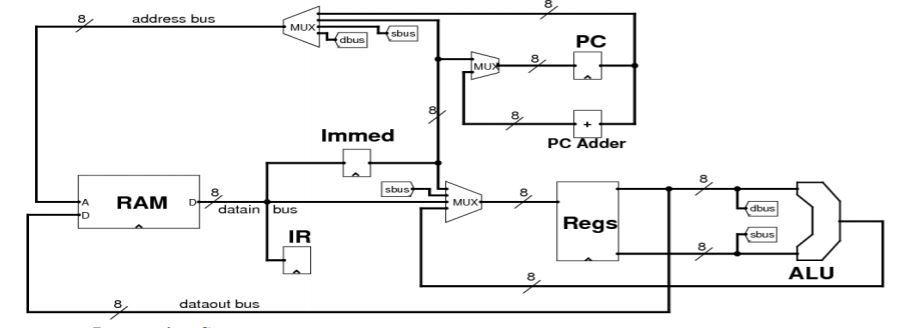 8 address bus MUX dbus sbus 8
PC
MUX 8
8 8 +
PC Adder
Immed
sbus 8 8
A RAM D 8 MUX 8 Regs dbus
D datain bus
IR 8 sbus
ALU
8
8 dataout bus